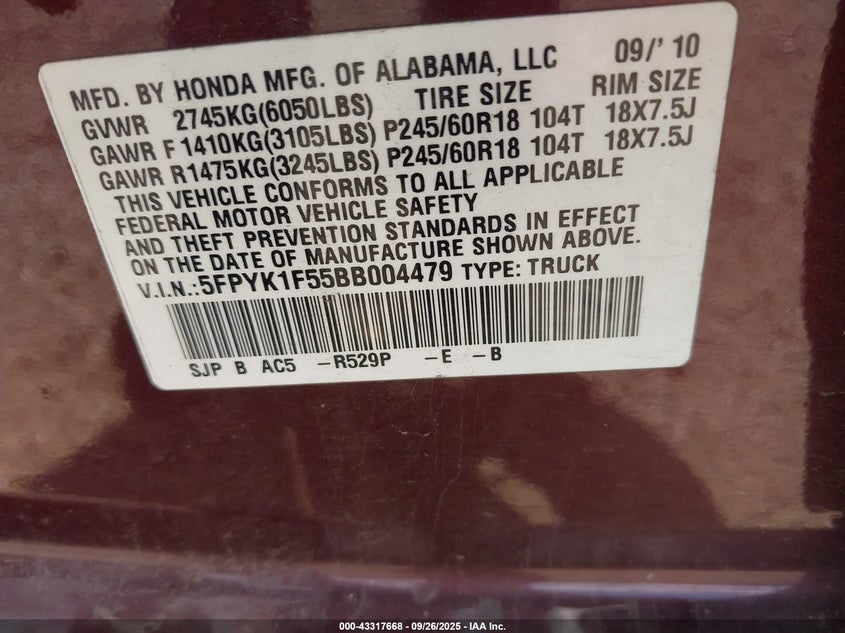 MFD. BY HONDA MFG. OF ALABAMA, LLC 09/' 10
GVWR 2745KG(6050LBS) TIRE SIZE RIM SIZE
GAWR F 1410KG(3105LBS) P245/60R18 104T 18X7.5J
GAWR R1475KG(3245LBS) P245/60R18 104T 18X7.5J
THIS VEHICLE CONFORMS TO ALL APPLICABLE
FEDERAL MOTOR VEHICLE SAFETY
AND THEFT PREVENTION STANDARDS IN EFFECT
ON THE DATE OF MANUFACTURE SHOWN ABOVE.
V.I.N.:5FPYK1F55BB004479 TYPE: TRUCK
SJP B AC5 -R529P -E -B
000-43317668 - 09/26/2025 - IAA Inc.